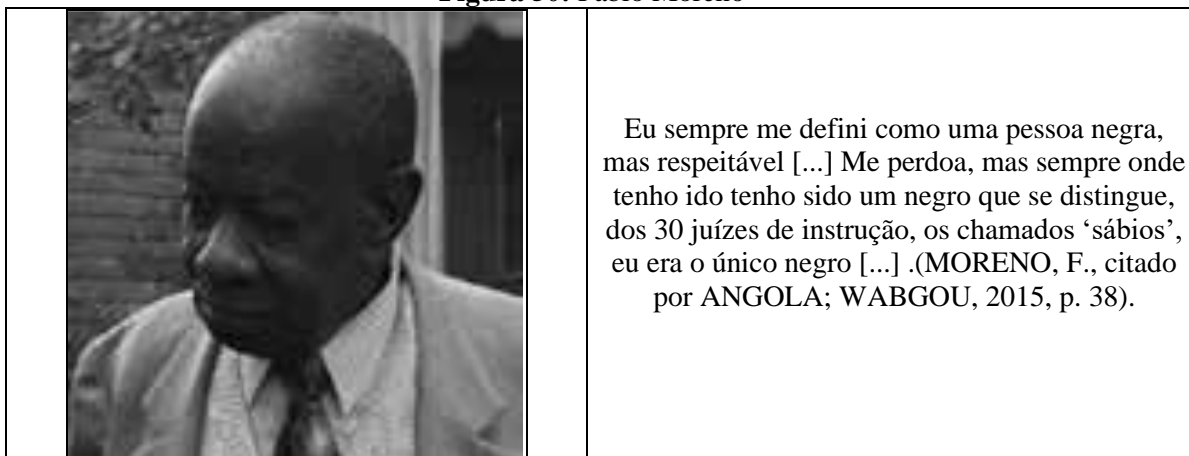 Eu sempre me defini como uma pessoa negra,
mas respeitável [...] Me perdoa, mas sempre onde
tenho ido tenho sido um negro que se distingue,
dos 30 juízes de instrução, os chamados ‘sábios’,
eu era o único negro [...] .(MORENO, F., citado
por ANGOLA; WABGOU, 2015, p. 38).